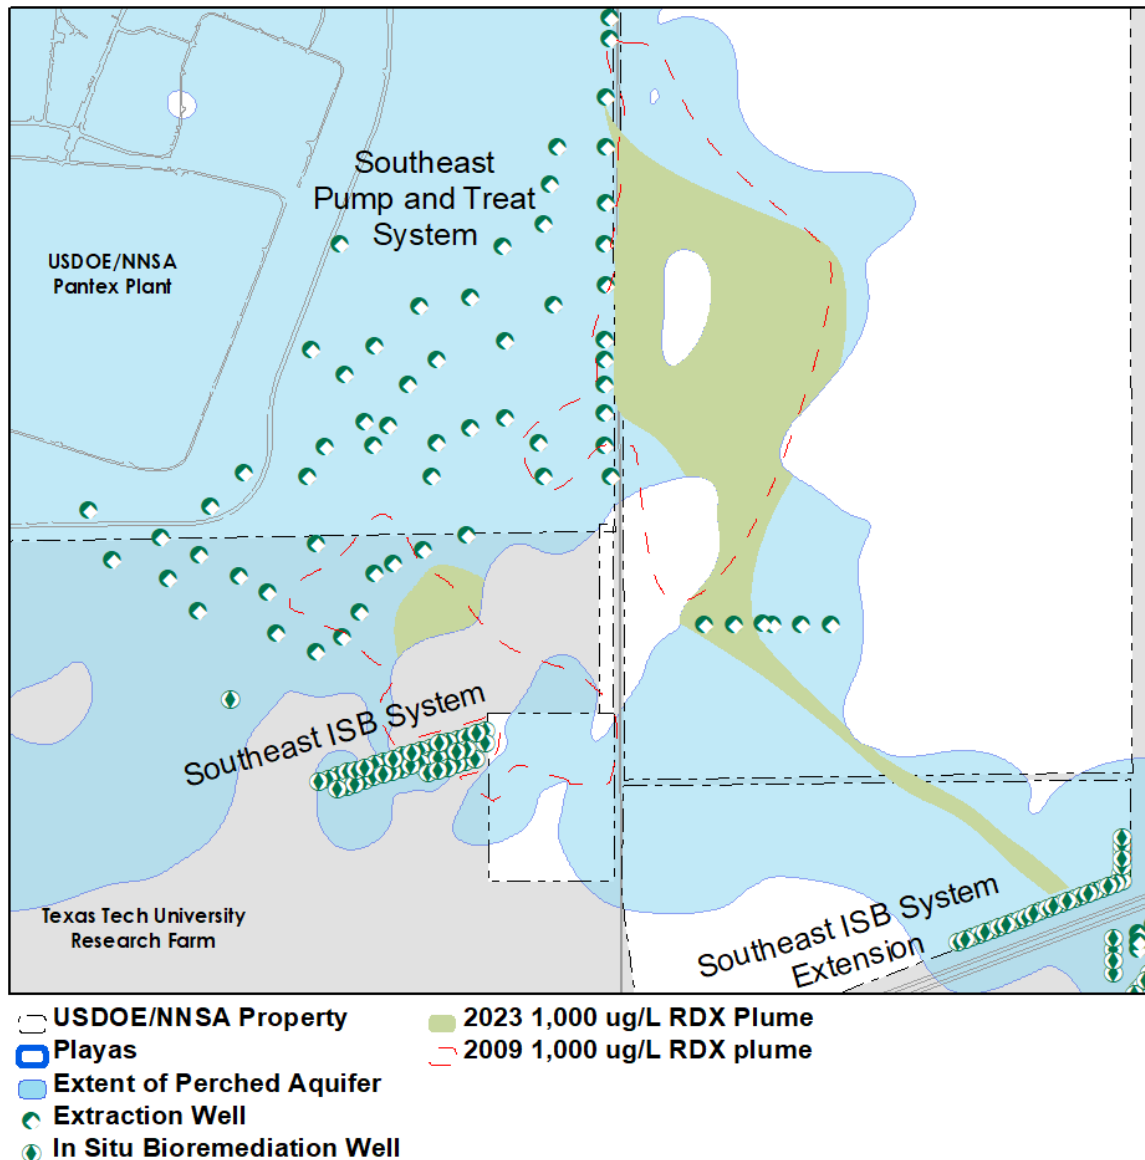 Southeast
Pump and Treat
System
USDOE/NNSA
Pantex Plant
Southeast ISB System
Texas Tech University
Research Farm
Southeast ISB System
Extension
USDOE/NNSA Property
Playas
Extent of Perched Aquifer
Extraction Well
In Situ Bioremediation Well
2023 1,000 ug/L RDX Plume
2009 1,000 ug/L RDX plume